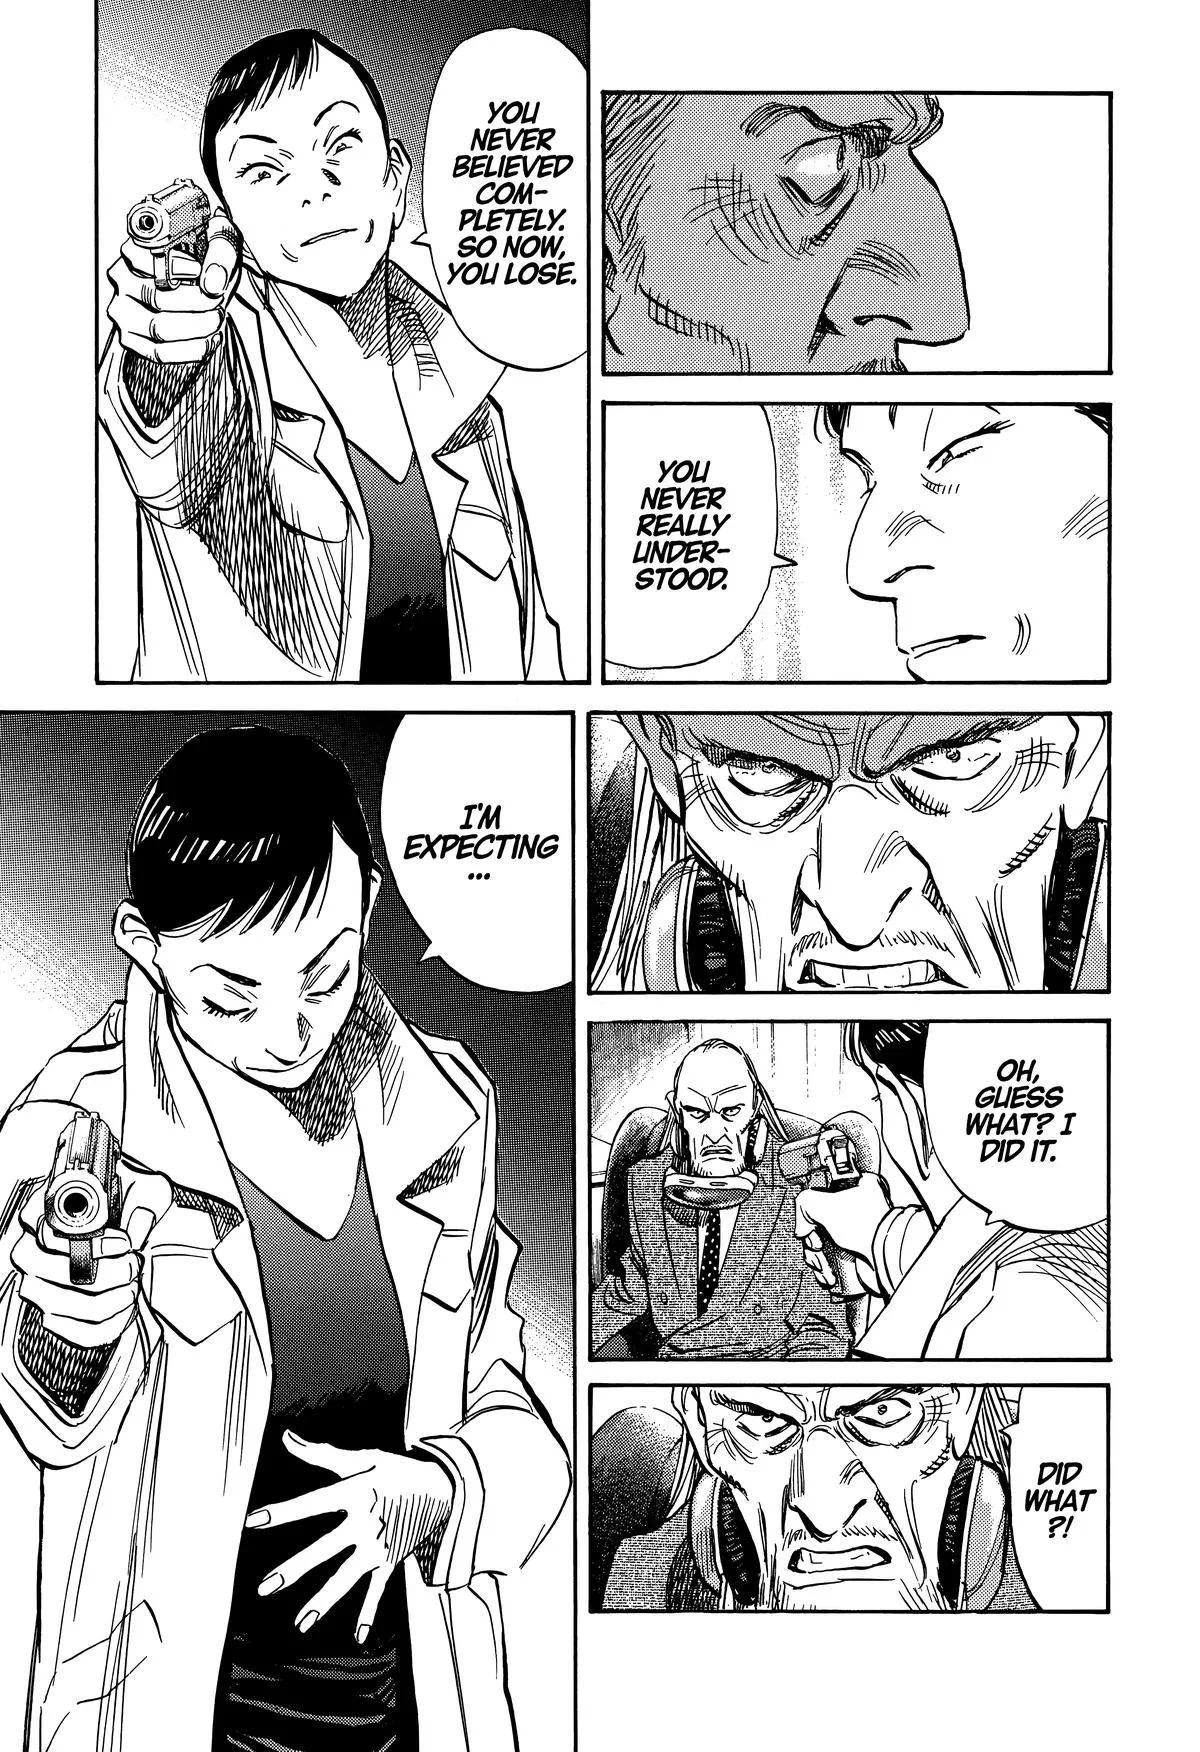 YOU
NEVER
REALLY
UNDER-
STOOD.
YOU
NEVER
BELIEVED
COM-
PLETELY.
SO NOW,
YOU LOSE.
OH,
GUESS
WHAT? I
DID IT.
DID
WHAT
?!
I'M
EXPECTING
...